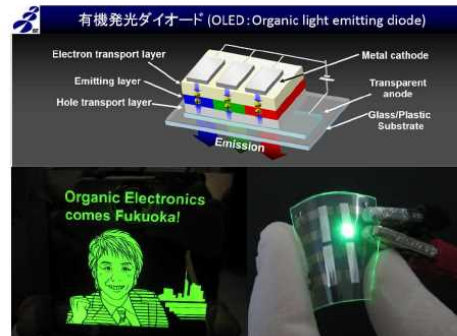 有機発光ダイオード (OLED:Organic light emitting diode)
Electron transport layer
Metal cathode
Emitting layer
Transparent anode
Hole transport layer
Glass/Plastic
Substrate
Emission
Organic Electronics
comes Fukuoka!